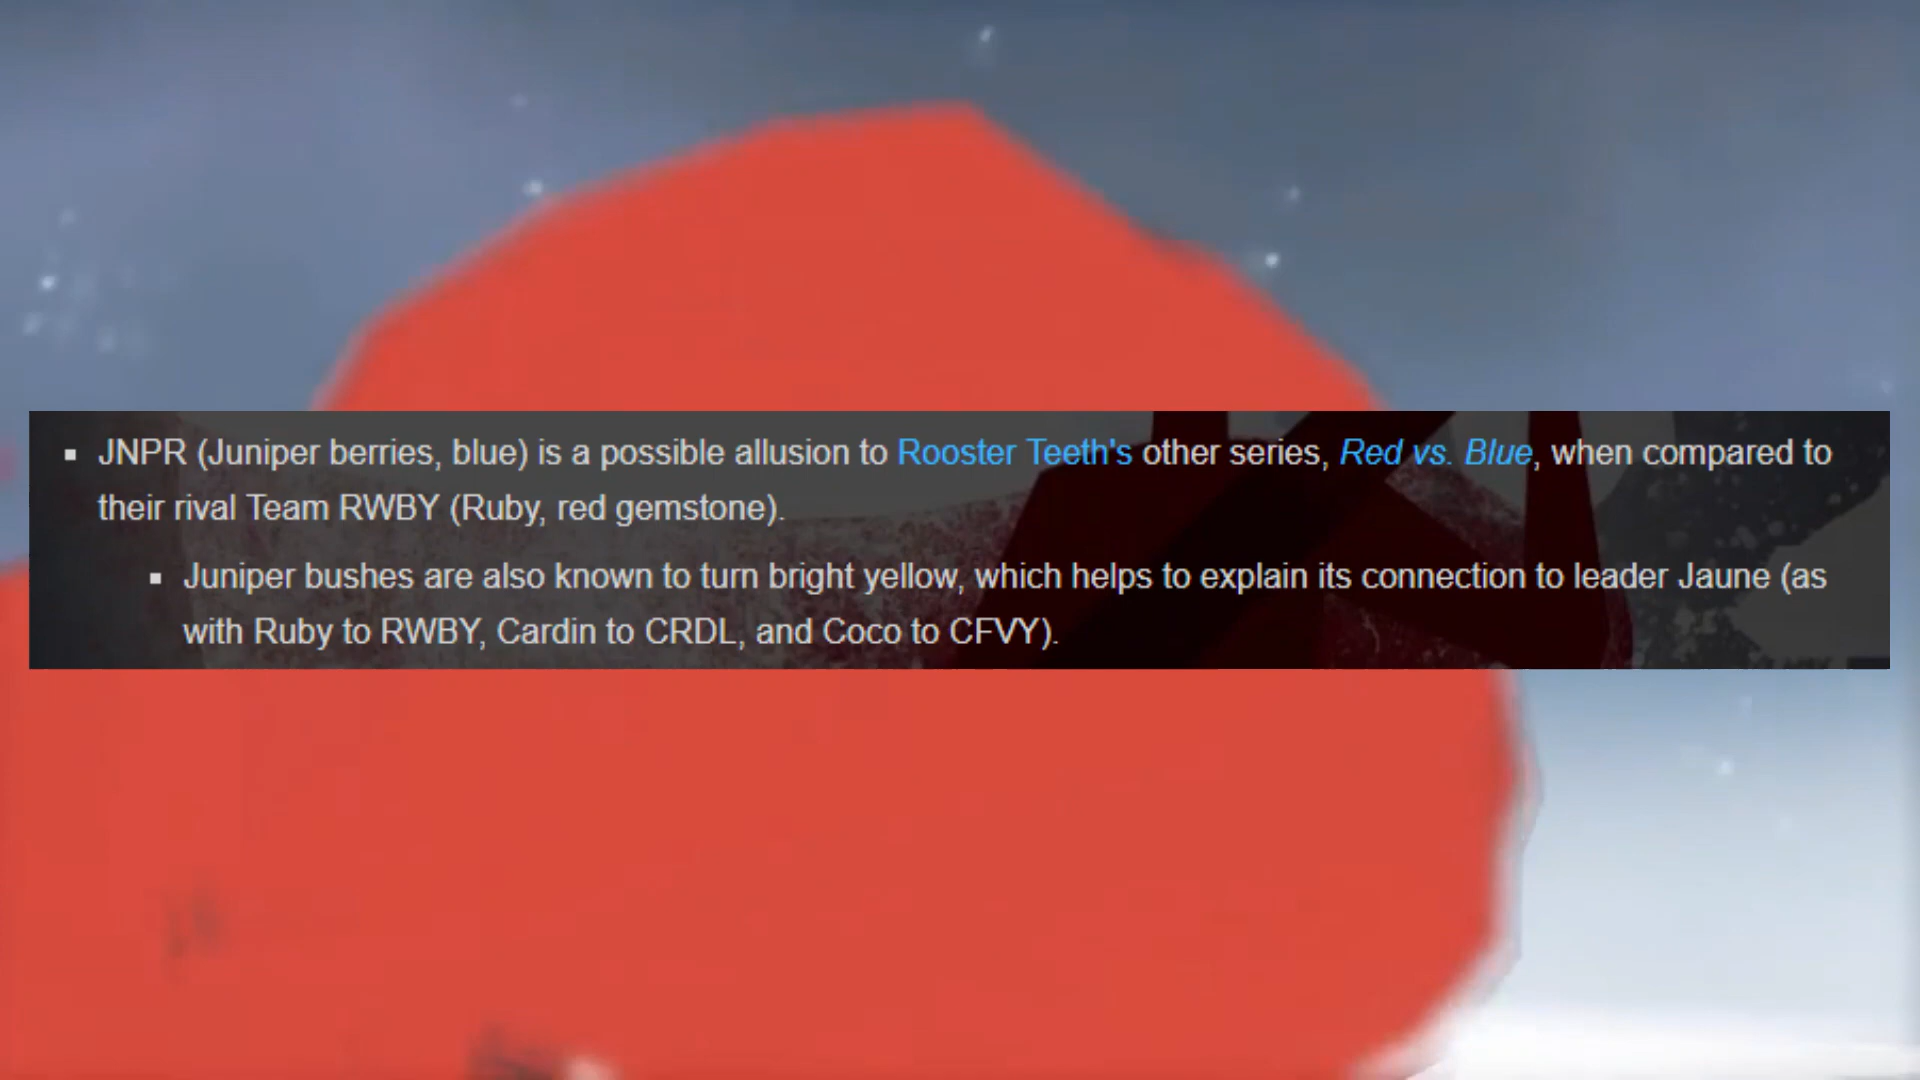 ▪ JNPR (Juniper berries, blue) is a possible allusion to Rooster Teeth's other series, Red vs. Blue, when compared to
their rival Team RWBY (Ruby, red gemstone).
▪ Juniper bushes are also known to turn bright yellow, which helps to explain its connection to leader Jaune (as
with Ruby to RWBY, Cardin to CRDL, and Coco to CFVY).